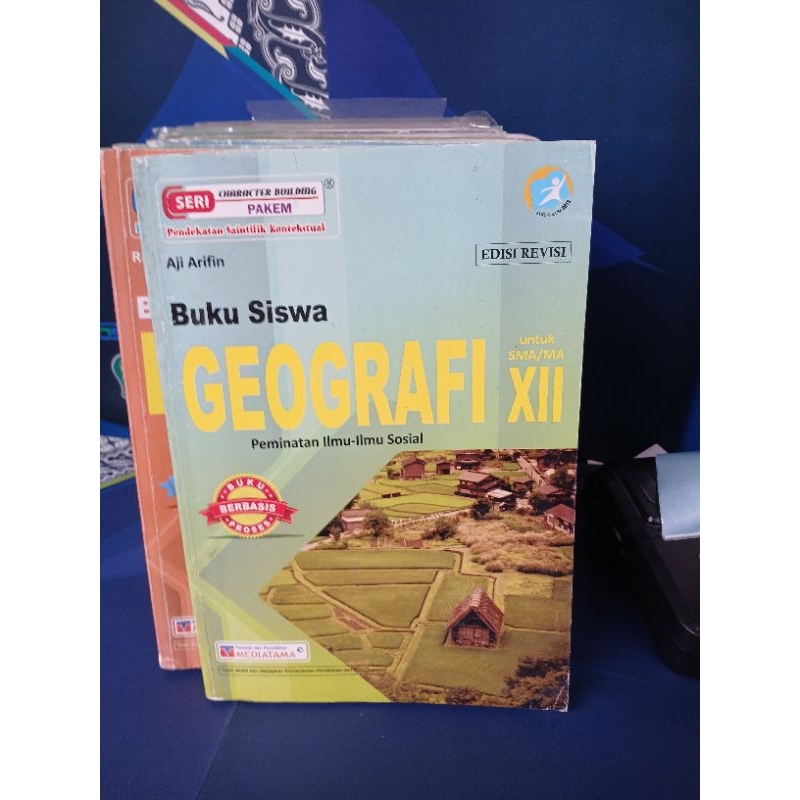 SERI
CHARACTER BUILDING
®
PAKEM
Pendekatan Saintifik Kontekstual
Aji Arifin
EDISI REVISI
Buku Siswa
GEOGRAFI
untuk
SMA/MA
XII
Peminatan Ilmu-Ilmu Sosial
BUKU
BERBASIS
PROSES
MEDIATAMA